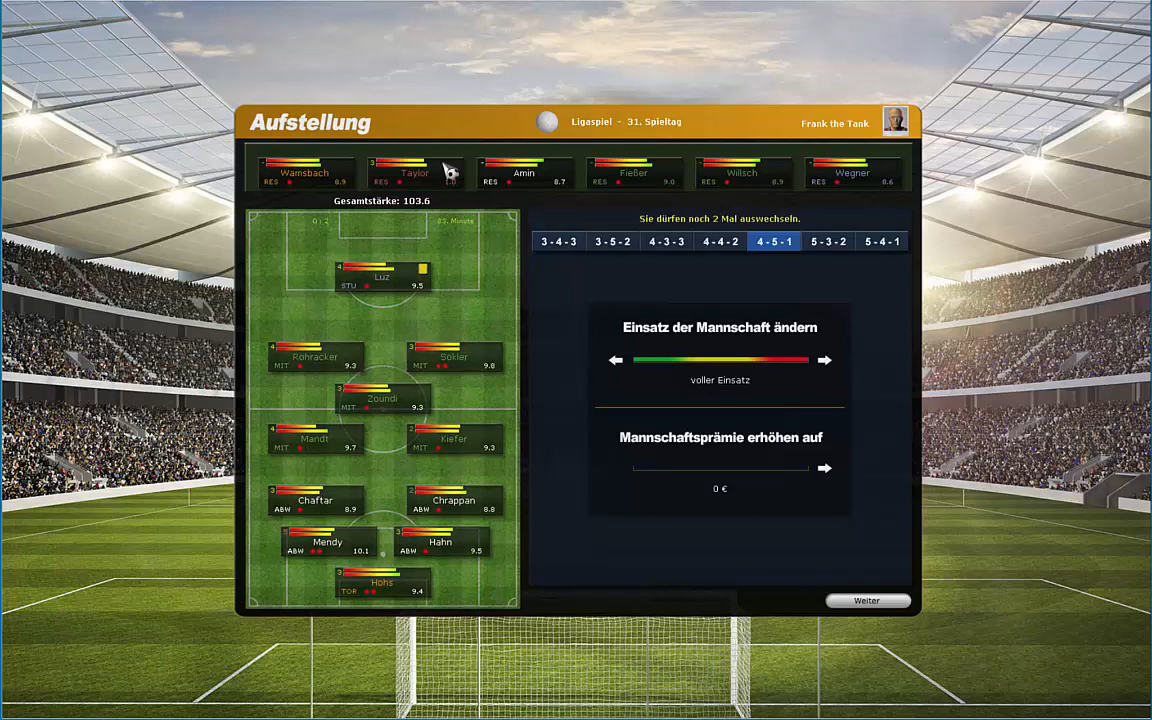 Aufstellung
Ligaspiel - 31. Spieltag
Frank the Tank
Wamsbach
RES 8.9
3
Taylor
RES 1.0
Amin
RES 8.7
Fießer
RES 9.0
Willsch
RES 8.9
Wegner
RES 8.6
Gesamtstärke: 103.6
0 : 2
83. Minute
4
Luz
STU 9.5
4
Rohracker
MIT 9.3
3
Sökler
MIT 9.8
3
Zoundi
MIT 9.3
4
Mandt
MIT 9.7
2
Kiefer
MIT 9.3
3
Chaftar
ABW 8.9
2
Chrappan
ABW 8.8
Mendy
ABW 10.1
3
Hahn
ABW 9.5
3
Hohs
TOR 9.4
Sie dürfen noch 2 Mal auswechseln.
3 - 4 - 3
3 - 5 - 2
4 - 3 - 3
4 - 4 - 2
4 - 5 - 1
5 - 3 - 2
5 - 4 - 1
Einsatz der Mannschaft ändern
voller Einsatz
Mannschaftsprämie erhöhen auf
0 €
Weiter